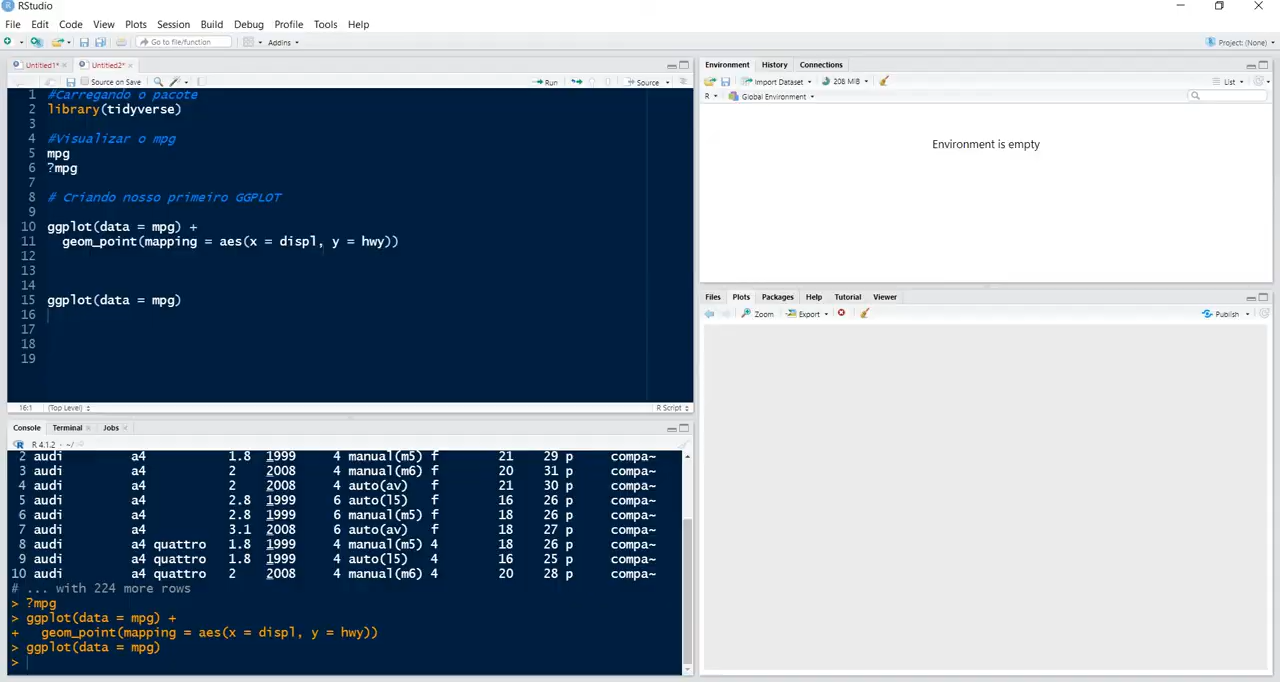 RStudio
File Edit Code View Plots Session Build Debug Profile Tools Help
Go to file/function Addins Project: (None)
Untitled1* Untitled2*
Source on Save Run Source
1 #Carregando o pacote
2 library(tidyverse)
3
4 #Visualizar o mpg
5 mpg
6 ?mpg
7
8 # Criando nosso primeiro GGPLOT
9
10 ggplot(data = mpg) +
11 geom_point(mapping = aes(x = displ, y = hwy))
12
13
14
15 ggplot(data = mpg)
16
17
18
19
16:1 (Top Level) R Script
Console Terminal Jobs
R 4.1.2 · ~/
2 audi a4 1.8 1999 4 manual(m5) f 21 29 p compa~
3 audi a4 2 2008 4 manual(m6) f 20 31 p compa~
4 audi a4 2 2008 4 auto(av) f 21 30 p compa~
5 audi a4 2.8 1999 6 auto(l5) f 16 26 p compa~
6 audi a4 2.8 1999 6 manual(m5) f 18 26 p compa~
7 audi a4 3.1 2008 6 auto(av) f 18 27 p compa~
8 audi a4 quattro 1.8 1999 4 manual(m5) 4 18 26 p compa~
9 audi a4 quattro 1.8 1999 4 auto(l5) 4 16 25 p compa~
10 audi a4 quattro 2 2008 4 manual(m6) 4 20 28 p compa~
# ... with 224 more rows
> ?mpg
> ggplot(data = mpg) +
+ geom_point(mapping = aes(x = displ, y = hwy))
> ggplot(data = mpg)
>
Environment History Connections
Import Dataset 208 MiB List
R Global Environment
Environment is empty
Files Plots Packages Help Tutorial Viewer
Zoom Export Publish